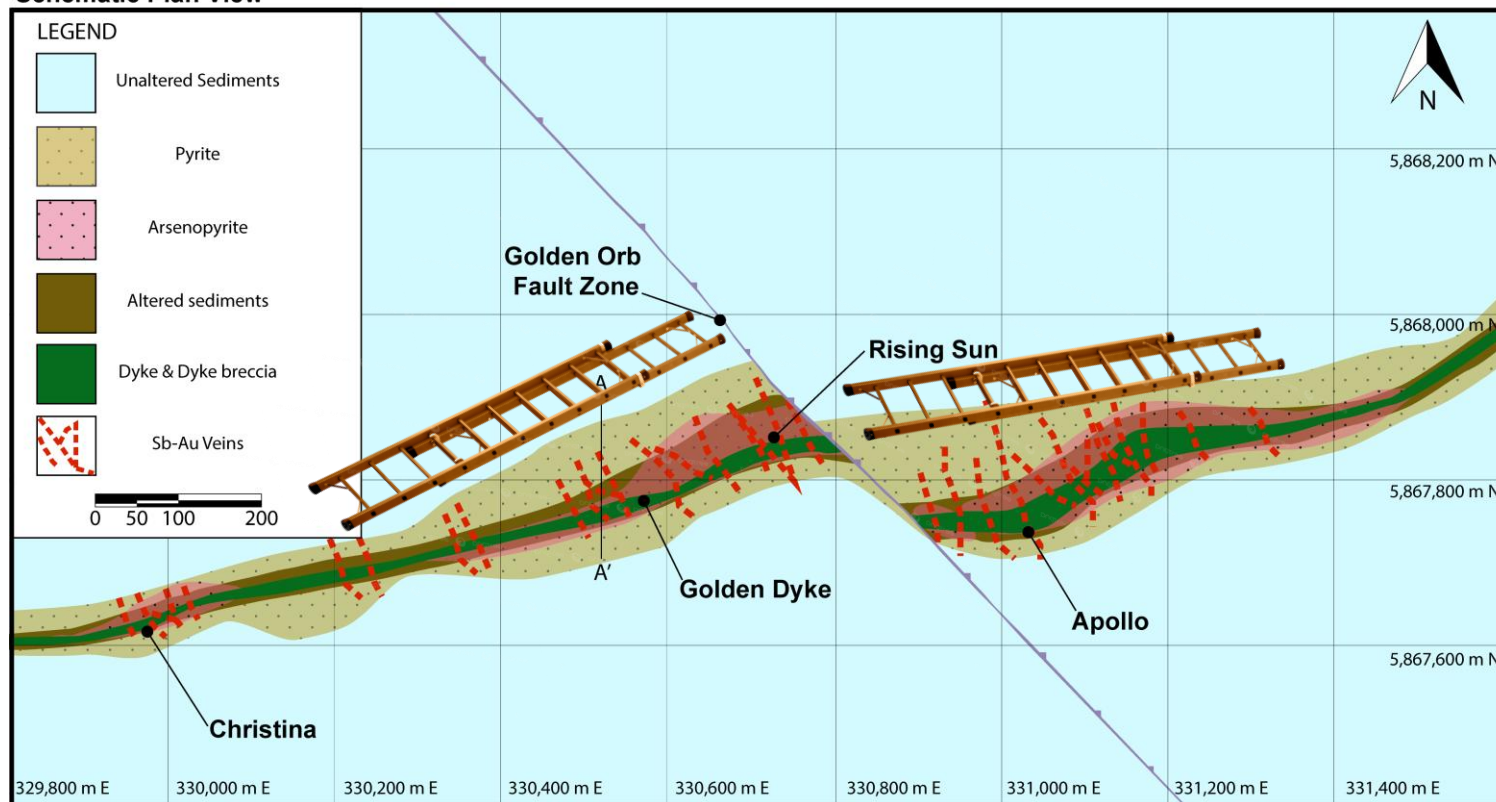 Schematic Plan View
LEGEND
Unaltered Sediments
Pyrite
Arsenopyrite
Altered sediments
Dyke & Dyke breccia
Sb-Au Veins
0 50 100 200
N
5,868,200 m N
Golden Orb
Fault Zone
5,868,000 m N
Rising Sun
A
5,867,800 m N
A'
Golden Dyke
Apollo
5,867,600 m N
Christina
329,800 m E
330,000 m E
330,200 m E
330,400 m E
330,600 m E
330,800 m E
331,000 m E
331,200 m E
331,400 m E